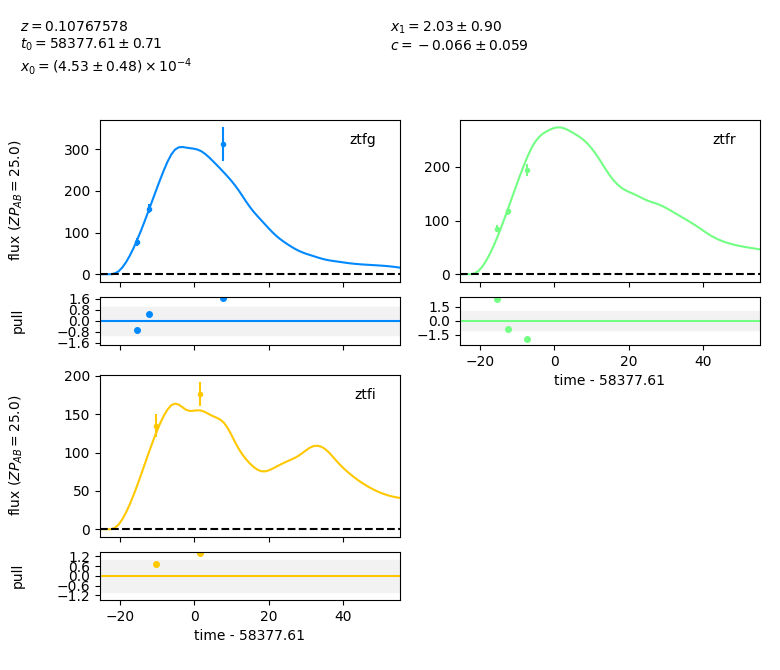 z = 0.10767578
t₀ = 58377.61 ± 0.71
x₀ = (4.53 ± 0.48) × 10⁻⁴
x₁ = 2.03 ± 0.90
c = −0.066 ± 0.059
ztfg
flux (ZP_AB = 25.0)
300
200
100
0
pull
1.6
0.8
0.0
−0.8
−1.6
ztfr
200
100
0
1.5
0.0
−1.5
−20 0 20 40
time - 58377.61
ztfi
flux (ZP_AB = 25.0)
200
150
100
50
0
pull
1.2
0.6
0.0
−0.6
−1.2
−20 0 20 40
time - 58377.61